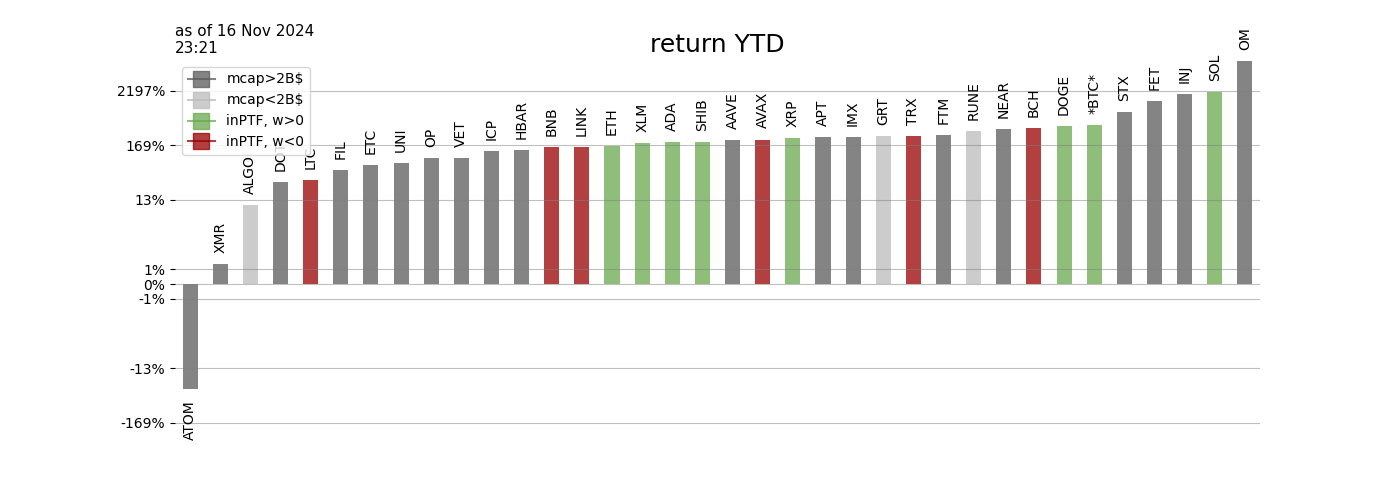 as of 16 Nov 2024
23:21
return YTD
mcap>2B$
mcap<2B$
inPTF, w>0
inPTF, w<0
2197%
169%
13%
1%
0%
-1%
-13%
-169%
ATOM
XMR
ALGO
DOT
LTC
FIL
ETC
UNI
OP
VET
ICP
HBAR
BNB
LINK
ETH
XLM
ADA
SHIB
AAVE
AVAX
XRP
APT
IMX
GRT
TRX
FTM
RUNE
NEAR
BCH
DOGE
*BTC*
STX
FET
INJ
SOL
OM